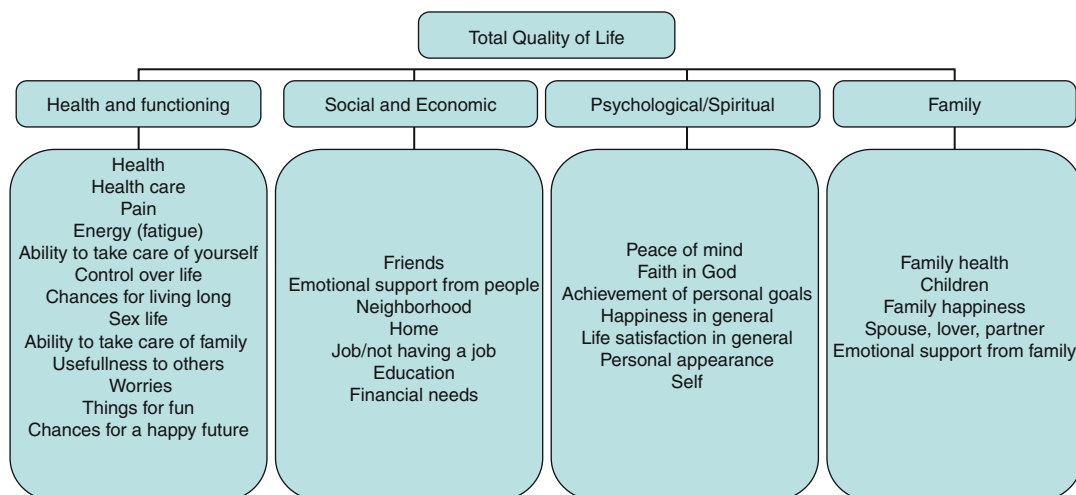 Total Quality of Life
Health and functioning
Social and Economic
Psychological/Spiritual
Family
Health
Health care
Pain
Energy (fatigue)
Ability to take care of yourself
Control over life
Chances for living long
Sex life
Ability to take care of family
Usefullness to others
Worries
Things for fun
Chances for a happy future
Friends
Emotional support from people
Neighborhood
Home
Job/not having a job
Education
Financial needs
Peace of mind
Faith in God
Achievement of personal goals
Happiness in general
Life satisfaction in general
Personal appearance
Self
Family health
Children
Family happiness
Spouse, lover, partner
Emotional support from family